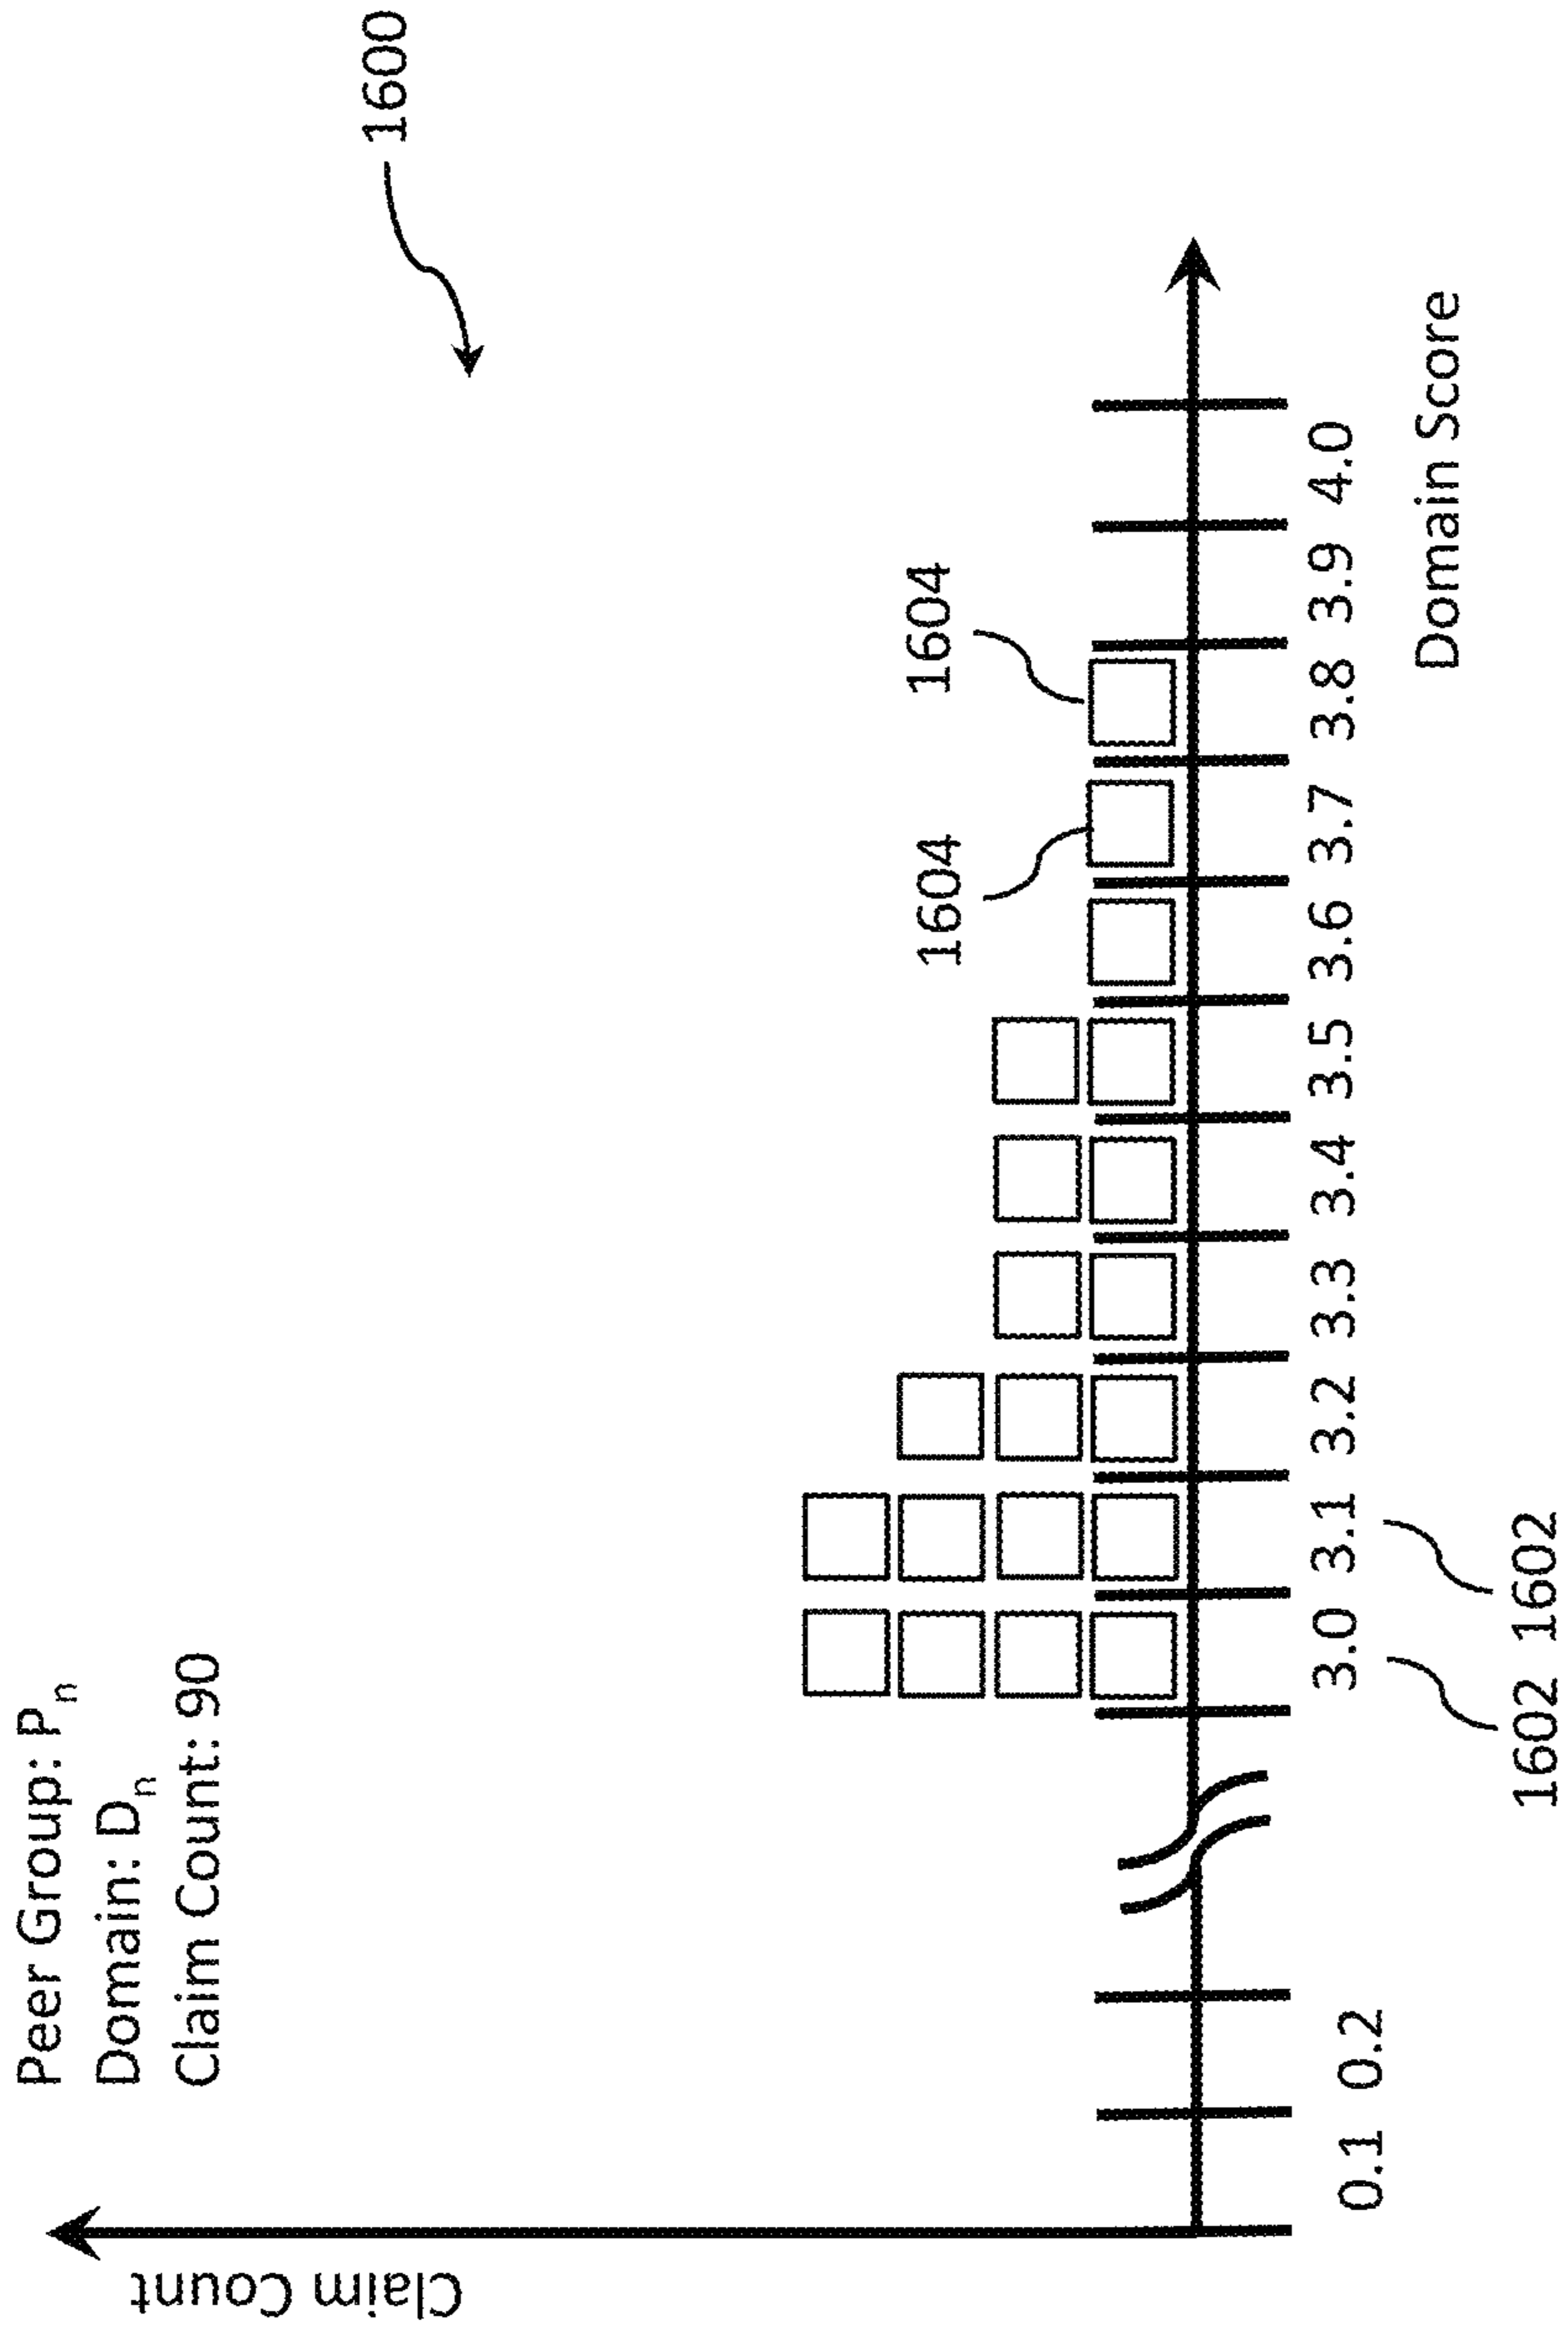 Peer Group: Pn
Domain: Dn
Claim Count: 90
1600
Claim Count
1604
1604
0.1 0.2 3.0 3.1 3.2 3.3 3.4 3.5 3.6 3.7 3.8 3.9 4.0
Domain Score
1602 1602